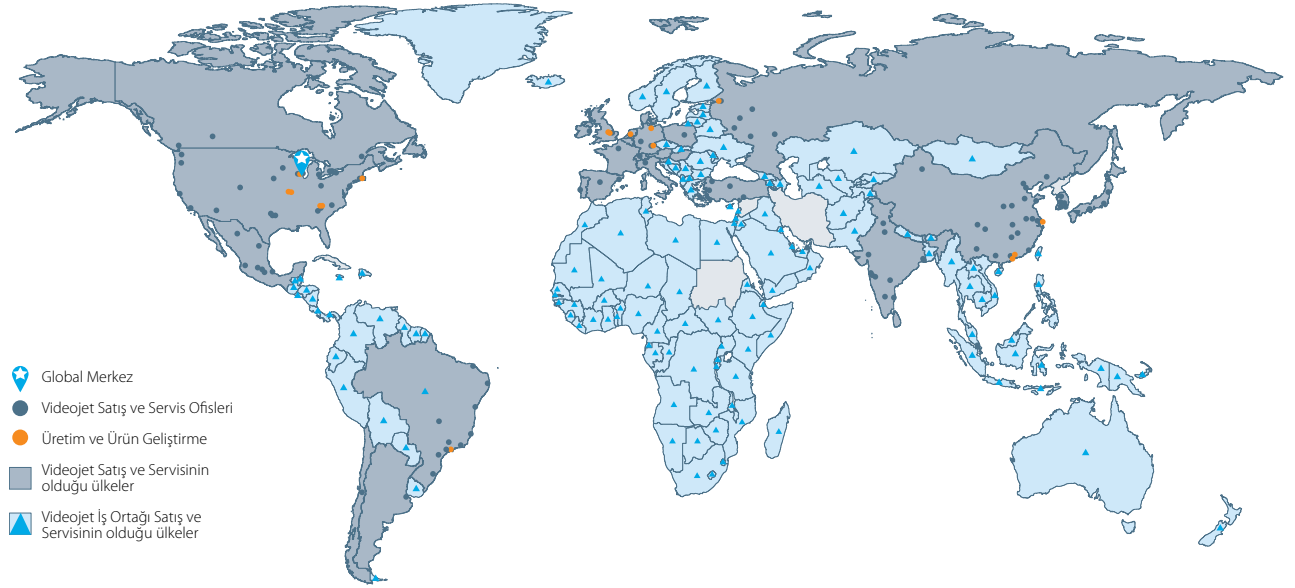 Global Merkez
Videojet Satış ve Servis Ofisleri
Üretim ve Ürün Geliştirme
Videojet Satış ve Servisinin
olduğu ülkeler
Videojet İş Ortağı Satış ve
Servisinin olduğu ülkeler